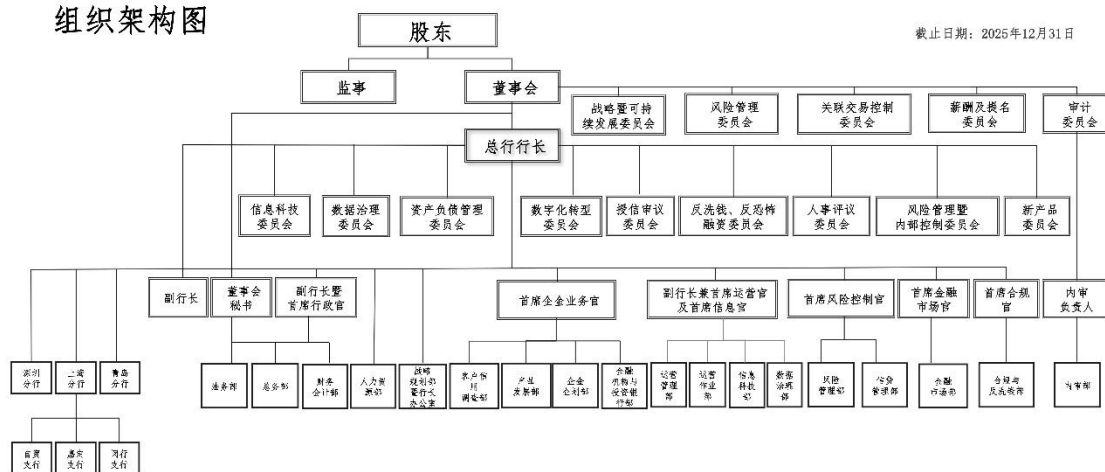 组织架构图
截止日期：2025年12月31日
股东
监事
董事会
战略暨可持
续发展委员会
风险管理
委员会
关联交易控制
委员会
薪酬及提名
委员会
审计
委员会
总行行长
信息科技
委员会
数据治理
委员会
资产负债管理
委员会
数字化转型
委员会
授信审议
委员会
反洗钱、反恐怖
融资委员会
人事评议
委员会
风险管理暨
内部控制委员会
新产品
委员会
副行长
董事会
秘书
副行长暨
首席行政官
首席企金业务官
副行长兼首席运营官
及首席信息官
首席风险控制官
首席金融
市场官
首席合规
官
内审
负责人
深圳
分行
上海
分行
青岛
分行
法务部
总务部
财务
会计部
人力资
源部
战略
规划部
暨行长
办公室
客户信
用
调查部
产品
发展部
企金
企划部
金融
机构与
投资银
行部
运营
管理
部
运营
作业
部
信息
科技
部
数据
治理
部
风险
管理部
信贷
管理部
金融
市场部
合规与
反洗钱部
内审部
自贸
支行
嘉定
支行
闵行
支行